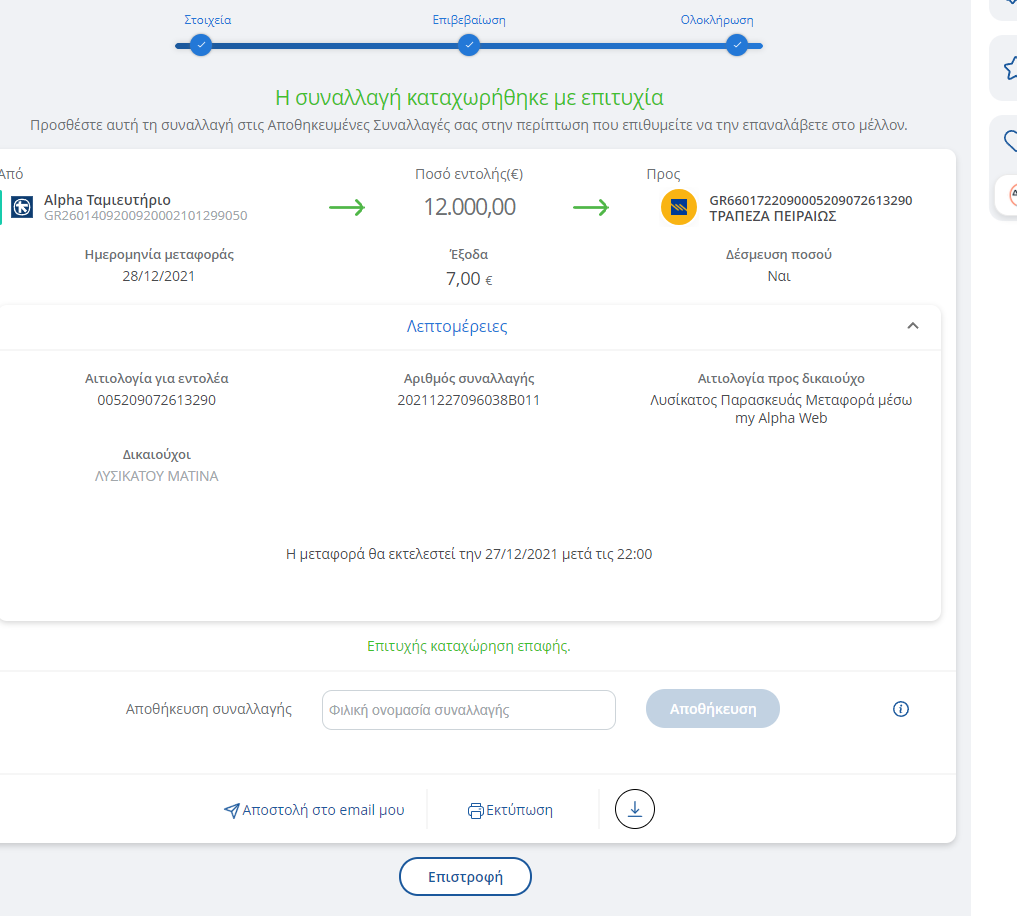 Στοιχεία
Επιβεβαίωση
Ολοκλήρωση
Η συναλλαγή καταχωρήθηκε με επιτυχία
Προσθέστε αυτή τη συναλλαγή στις Αποθηκευμένες Συναλλαγές σας στην περίπτωση που επιθυμείτε να την επαναλάβετε στο μέλλον.
Από
Ποσό εντολής(€)
Προς
Alpha Ταμιευτήριο
GR2601409200920002101299050
12.000,00
GR6601722090005209072613290
ΤΡΑΠΕΖΑ ΠΕΙΡΑΙΩΣ
Ημερομηνία μεταφοράς
28/12/2021
Έξοδα
7,00 €
Δέσμευση ποσού
Ναι
Λεπτομέρειες
Αιτιολογία για εντολέα
005209072613290
Αριθμός συναλλαγής
20211227096038B011
Αιτιολογία προς δικαιούχο
Λυσίκατος Παρασκευάς Μεταφορά μέσω
my Alpha Web
Δικαιούχοι
ΛΥΣΙΚΑΤΟΥ ΜΑΤΙΝΑ
Η μεταφορά θα εκτελεστεί την 27/12/2021 μετά τις 22:00
Επιτυχής καταχώρηση επαφής.
Αποθήκευση συναλλαγής
Φιλική ονομασία συναλλαγής
Αποθήκευση
Αποστολή στο email μου
Εκτύπωση
Επιστροφή